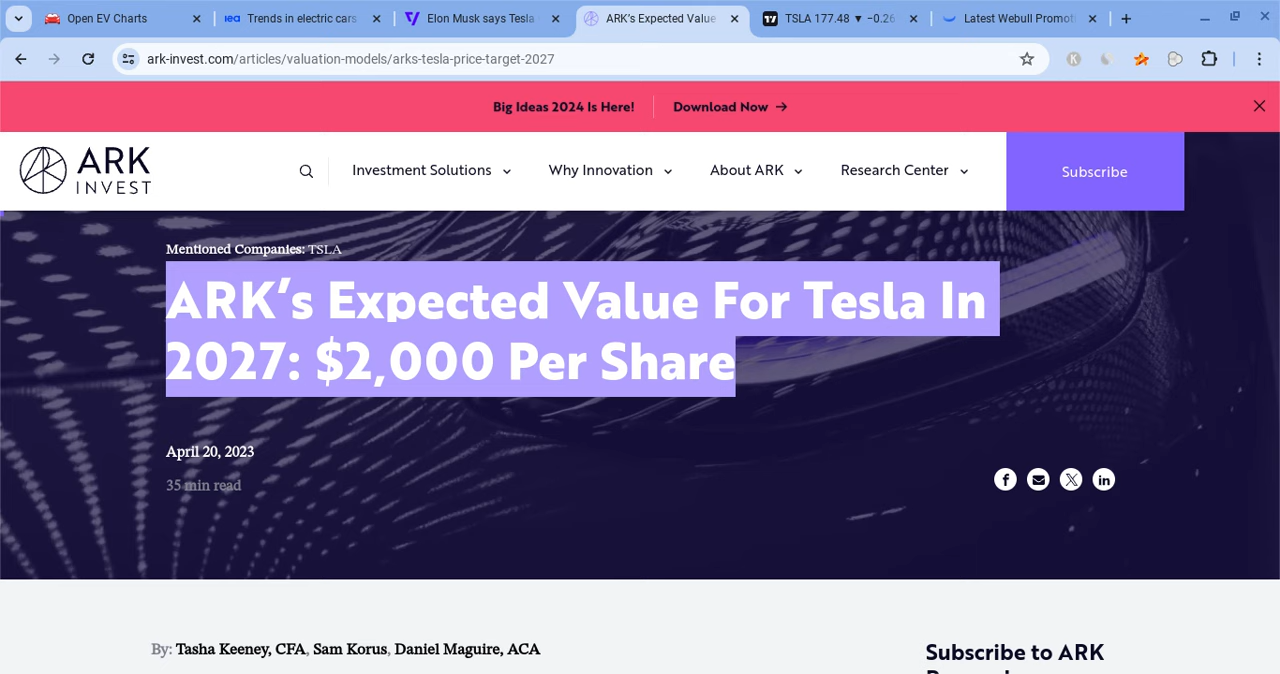 Open EV Charts
iea Trends in electric cars
Elon Musk says Tesla
ARK's Expected Value
TSLA 177.48 ▼ −0.26
Latest Webull Promot
ark-invest.com/articles/valuation-models/arks-tesla-price-target-2027
Big Ideas 2024 Is Here!
Download Now →
ARK
INVEST
Investment Solutions
Why Innovation
About ARK
Research Center
Subscribe
Mentioned Companies: TSLA
ARK’s Expected Value For Tesla In
2027: $2,000 Per Share
April 20, 2023
35 min read
By: Tasha Keeney, CFA, Sam Korus, Daniel Maguire, ACA
Subscribe to ARK